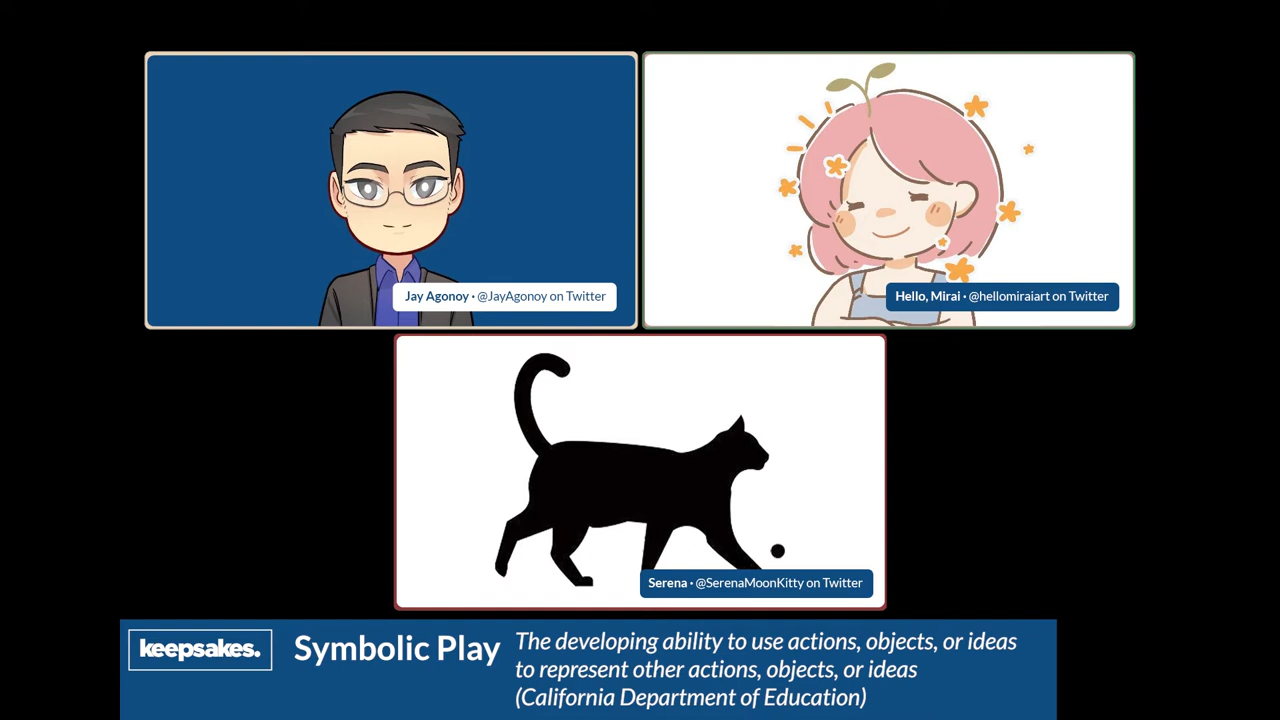 Jay Agonoy · @JayAgonoy on Twitter
Hello, Mirai · @hellomiraiart on Twitter
Serena · @SerenaMoonKitty on Twitter
keepsakes.
Symbolic Play
The developing ability to use actions, objects, or ideas
to represent other actions, objects, or ideas
(California Department of Education)